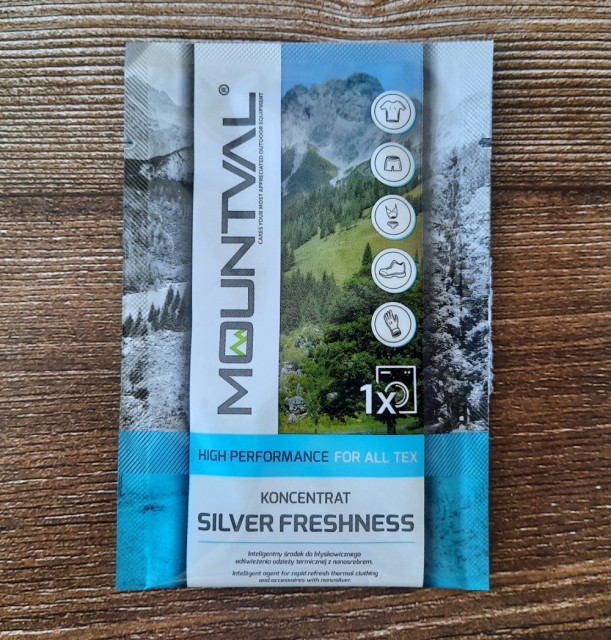 MOUNTVAL®
CARES YOUR MOST APPRECIATED OUTDOOR EQUIPMENT
1x
HIGH PERFORMANCE FOR ALL TEX
KONCENTRAT
SILVER FRESHNESS
Inteligentny środek do błyskawicznego
odświeżenia odzieży termicznej z nanosrebrem.
Intelligent agent for rapid refresh thermal clothing
and accessories with nanosilver.